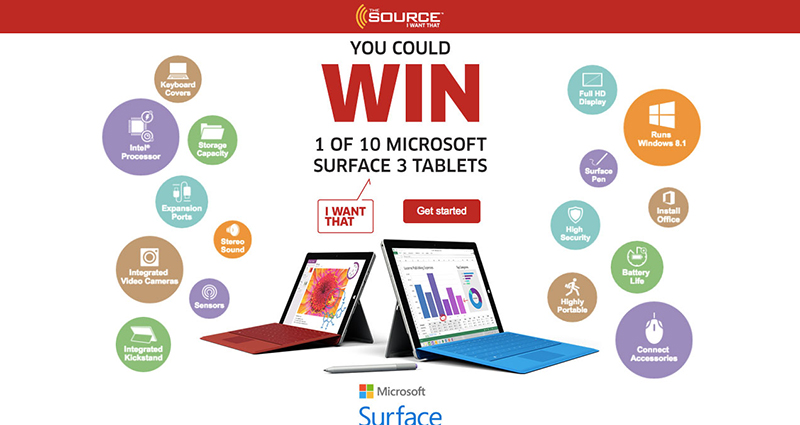 THE
SOURCE
I WANT THAT
YOU COULD
WIN
1 OF 10 MICROSOFT
SURFACE 3 TABLETS
I WANT
THAT
Get started
Keyboard
Covers
Intel®
Processor
Storage
Capacity
Expansion
Ports
Stereo
Sound
Integrated
Video Cameras
Sensors
Integrated
Kickstand
Full HD
Display
Runs
Windows 8.1
Surface
Pen
Install
Office
High
Security
Battery
Life
Highly
Portable
Connect
Accessories
Microsoft
Surface